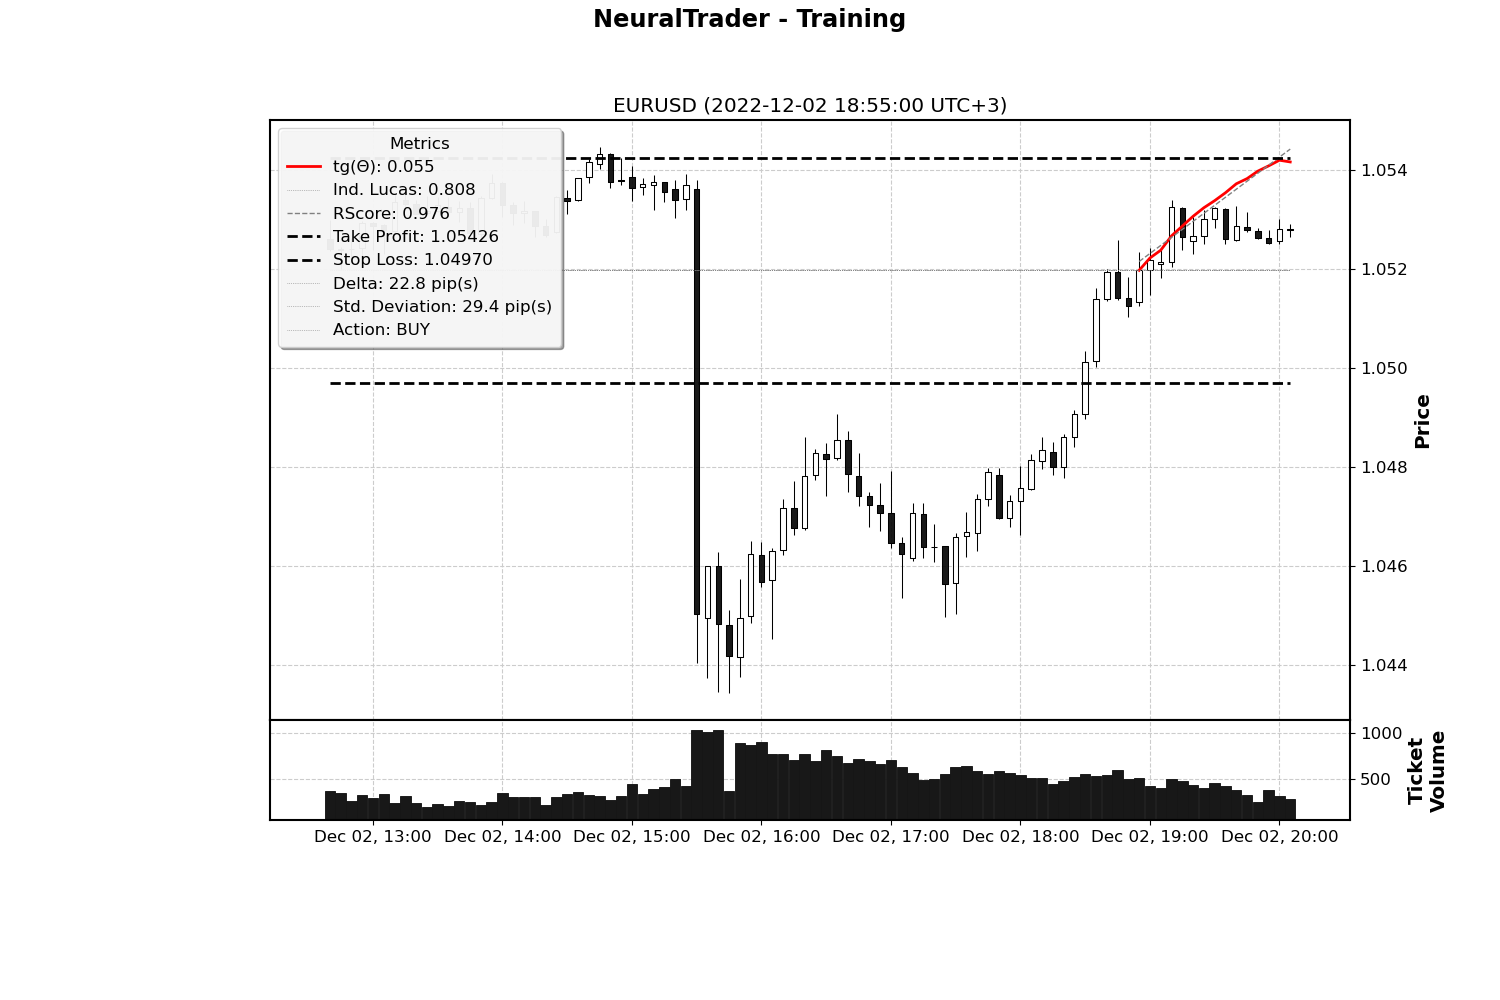 NeuralTrader - Training
EURUSD (2022-12-02 18:55:00 UTC+3)
Metrics
tg(Θ): 0.055
Ind. Lucas: 0.808
RScore: 0.976
Take Profit: 1.05426
Stop Loss: 1.04970
Delta: 22.8 pip(s)
Std. Deviation: 29.4 pip(s)
Action: BUY
1.054
1.052
1.050
1.048
1.046
1.044
Price
1000
500
Ticket
Volume
Dec 02, 13:00
Dec 02, 14:00
Dec 02, 15:00
Dec 02, 16:00
Dec 02, 17:00
Dec 02, 18:00
Dec 02, 19:00
Dec 02, 20:00